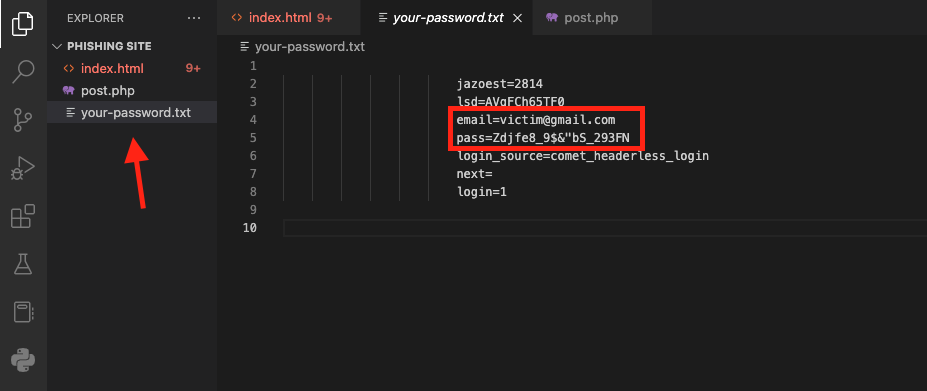 EXPLORER
PHISHING SITE
index.html 9+
post.php
your-password.txt
index.html 9+
your-password.txt
post.php
your-password.txt
1
2 jazoest=2814
3 lsd=AVgFCh65TF0
4 email=victim@gmail.com
5 pass=Zdjfe8_9$&"bS_293FN
6 login_source=comet_headerless_login
7 next=
8 login=1
9
10